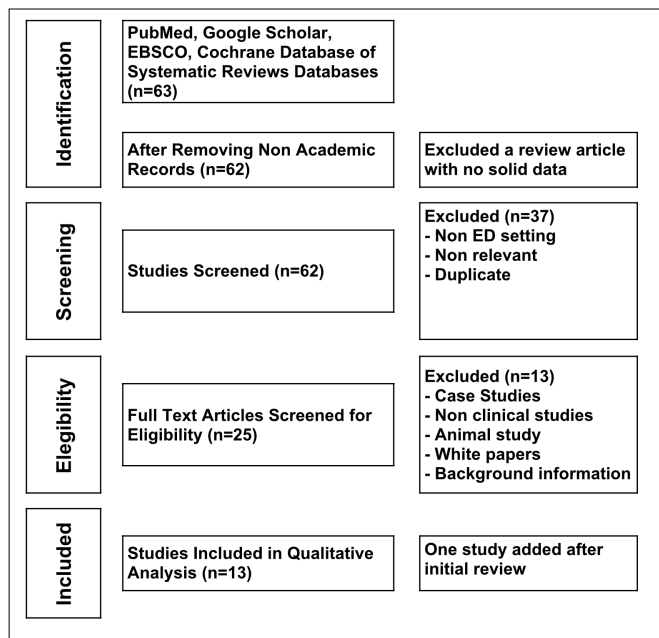 Identification
PubMed, Google Scholar,
EBSCO, Cochrane Database of
Systematic Reviews Databases
(n=63)
After Removing Non Academic
Records (n=62)
Excluded a review article
with no solid data
Screening
Studies Screened (n=62)
Excluded (n=37)
- Non ED setting
- Non relevant
- Duplicate
Elegibility
Full Text Articles Screened for
Eligibility (n=25)
Excluded (n=13)
- Case Studies
- Non clinical studies
- Animal study
- White papers
- Background information
Included
Studies Included in Qualitative
Analysis (n=13)
One study added after
initial review